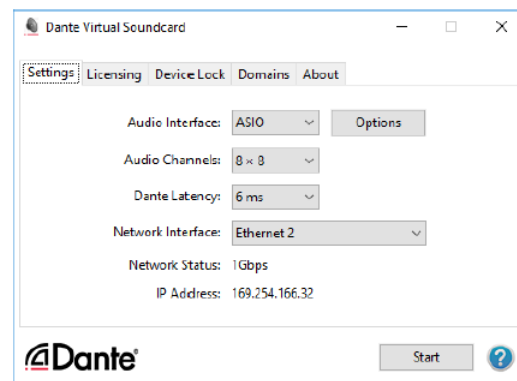 Dante Virtual Soundcard
Settings Licensing Device Lock Domains About
Audio Interface: ASIO Options
Audio Channels: 8 × 8
Dante Latency: 6 ms
Network Interface: Ethernet 2
Network Status: 1Gbps
IP Address: 169.254.166.32
Dante® Start ?